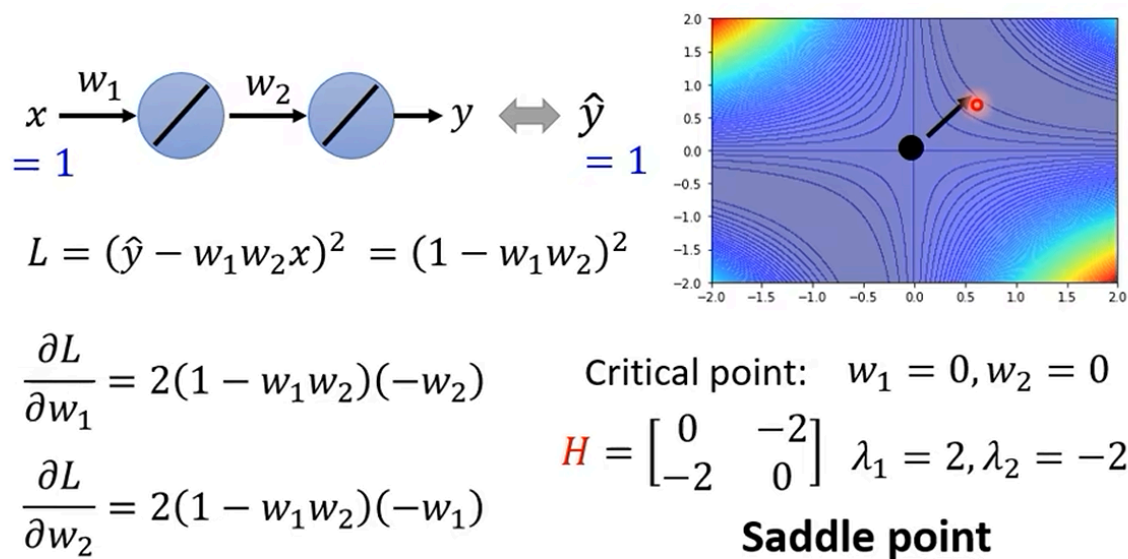 x w₁ w₂ y ŷ
= 1 = 1
L = (ŷ − w₁w₂x)² = (1 − w₁w₂)²
∂L/∂w₁ = 2(1 − w₁w₂)(−w₂)
∂L/∂w₂ = 2(1 − w₁w₂)(−w₁)
2.0
1.5
1.0
0.5
0.0
−0.5
−1.0
−1.5
−2.0
−2.0 −1.5 −1.0 −0.5 0.0 0.5 1.0 1.5 2.0
Critical point: w₁ = 0, w₂ = 0
H = [0 −2
−2 0] λ₁ = 2, λ₂ = −2
Saddle point